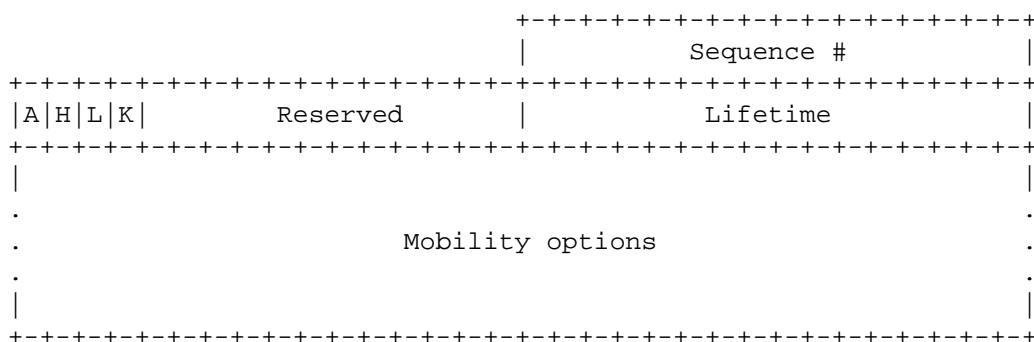 +-+-+-+-+-+-+-+-+-+-+-+-+-+-+-+-+
                                |          Sequence #           |
+-+-+-+-+-+-+-+-+-+-+-+-+-+-+-+-+-+-+-+-+-+-+-+-+-+-+-+-+-+-+-+-+
|A|H|L|K|        Reserved       |           Lifetime            |
+-+-+-+-+-+-+-+-+-+-+-+-+-+-+-+-+-+-+-+-+-+-+-+-+-+-+-+-+-+-+-+-+
|                                                               |
.                                                               .
.                        Mobility options                       .
.                                                               .
|                                                               |
+-+-+-+-+-+-+-+-+-+-+-+-+-+-+-+-+-+-+-+-+-+-+-+-+-+-+-+-+-+-+-+-+